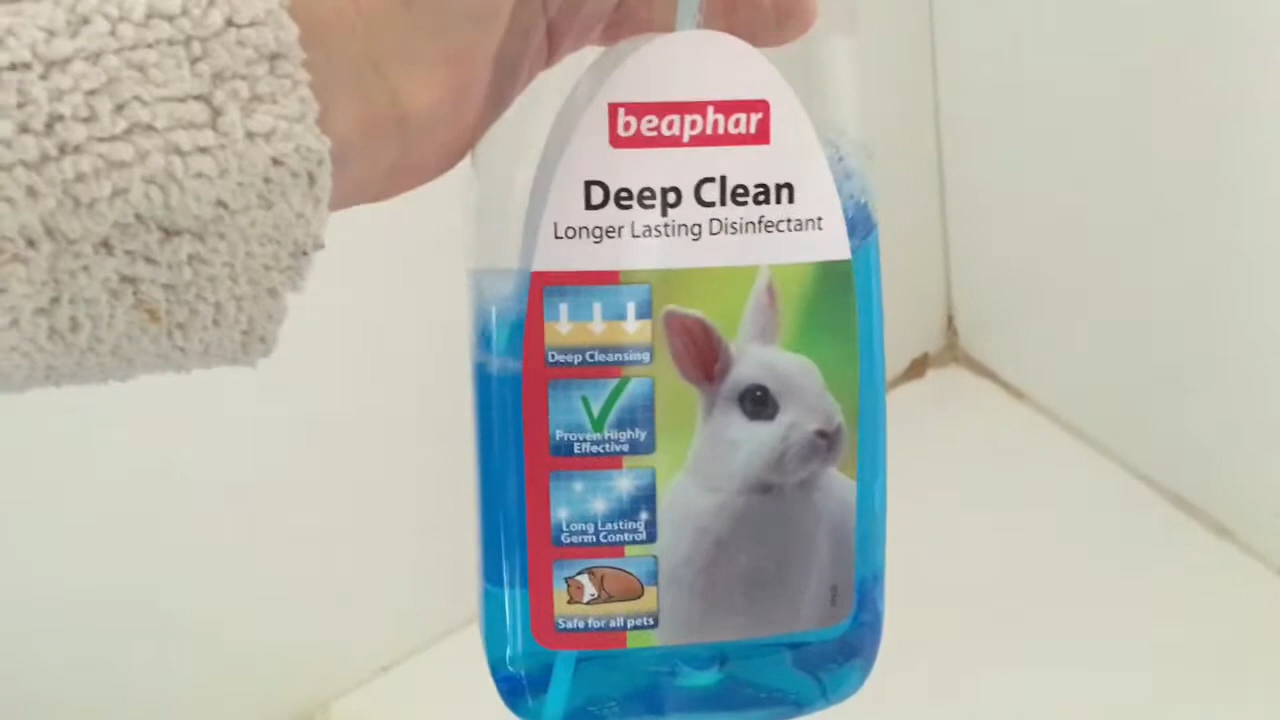 beaphar
Deep Clean
Longer Lasting Disinfectant
Deep Cleansing
Proven Highly
Effective
Long Lasting
Germ Control
Safe for all pets